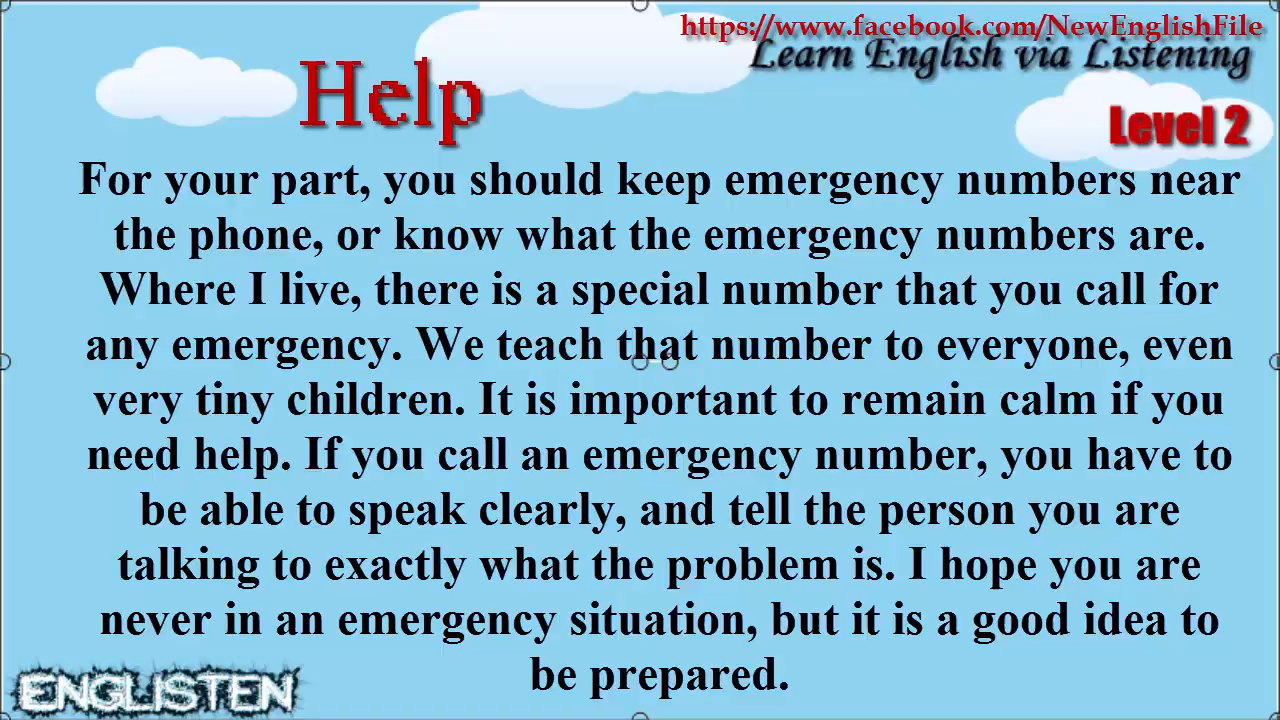 https://www.facebook.com/NewEnglishFile
Learn English via Listening
Help
Level 2
For your part, you should keep emergency numbers near
the phone, or know what the emergency numbers are.
Where I live, there is a special number that you call for
any emergency. We teach that number to everyone, even
very tiny children. It is important to remain calm if you
need help. If you call an emergency number, you have to
be able to speak clearly, and tell the person you are
talking to exactly what the problem is. I hope you are
never in an emergency situation, but it is a good idea to
be prepared.
ENGLISTEN